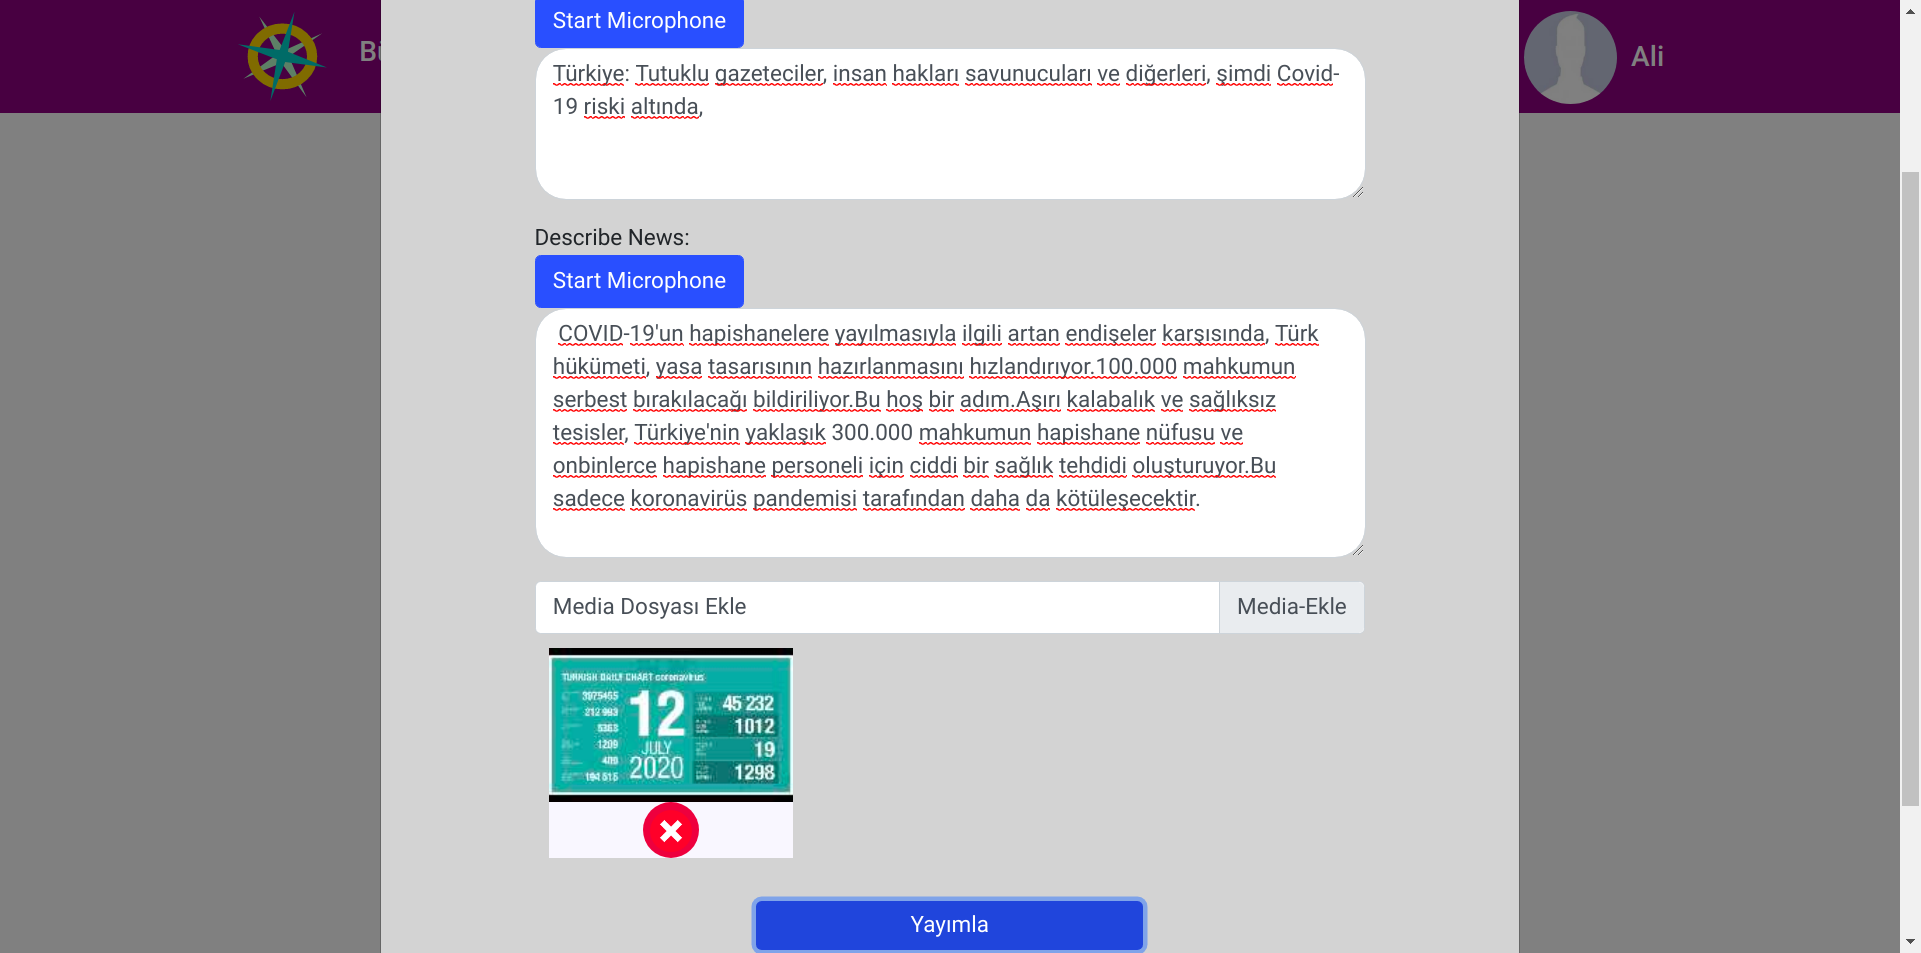 Start Microphone
Bü
Ali
Türkiye: Tutuklu gazeteciler, insan hakları savunucuları ve diğerleri, şimdi Covid-
19 riski altında,
Describe News:
Start Microphone
COVID-19'un hapishanelere yayılmasıyla ilgili artan endişeler karşısında, Türk
hükümeti, yasa tasarısının hazırlanmasını hızlandırıyor.100.000 mahkumun
serbest bırakılacağı bildiriliyor.Bu hoş bir adım.Aşırı kalabalık ve sağlıksız
tesisler, Türkiye'nin yaklaşık 300.000 mahkumun hapishane nüfusu ve
onbinlerce hapishane personeli için ciddi bir sağlık tehdidi oluşturuyor.Bu
sadece koronavirüs pandemisi tarafından daha da kötüleşecektir.
Media Dosyası Ekle
Media-Ekle
TURKISH DAILY CHART coronavirus
3975455
212 993
5363
1209
194 515
12
JULY
2020
45 232
1012
19
1298
Yayımla